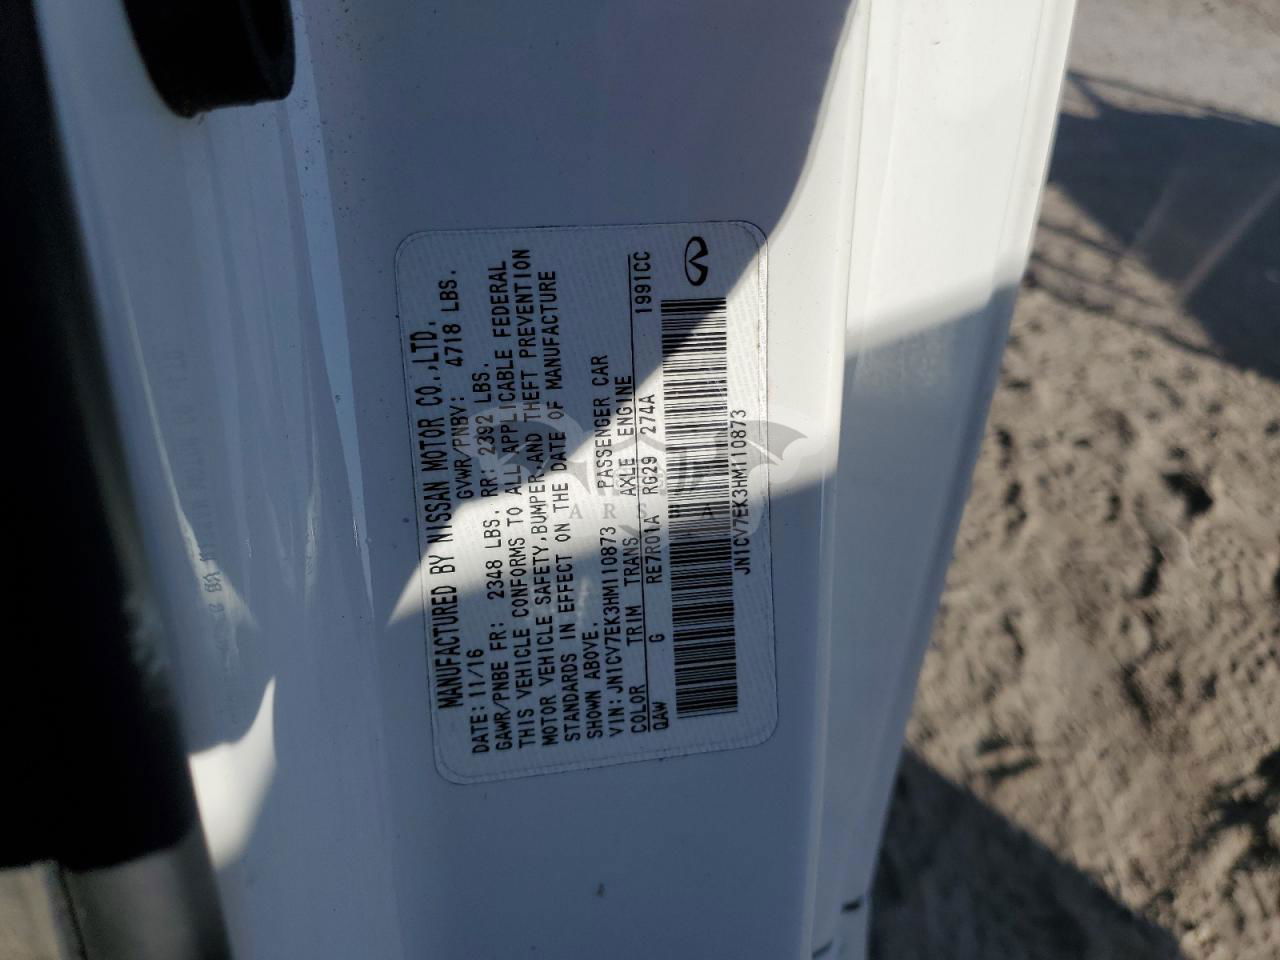 MANUFACTURED BY NISSAN MOTOR CO.,LTD.
DATE:11/16 GVWR/PNBV: 4718 LBS.
GAWR/PNBE FR: 2348 LBS. RR: 2392 LBS.
THIS VEHICLE CONFORMS TO ALL APPLICABLE FEDERAL
MOTOR VEHICLE SAFETY,BUMPER,AND THEFT PREVENTION
STANDARDS IN EFFECT ON THE DATE OF MANUFACTURE
SHOWN ABOVE.
VIN:JN1CV7EK3HM110873 PASSENGER CAR
COLOR TRIM TRANS AXLE ENGINE
QAW G RE7R01A RG29 274A 1991CC
JN1CV7EK3HM110873